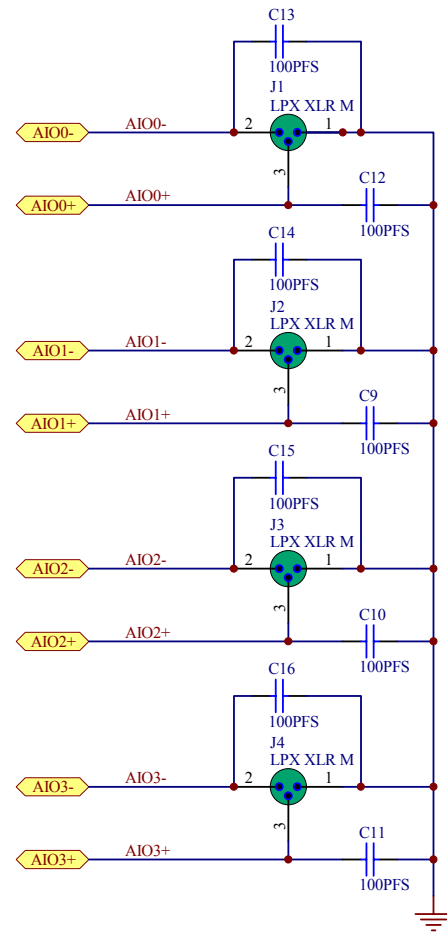 C13
100PFS
J1
LPX XLR M
AIO0-
AIO0-
2
1
3
C12
AIO0+
AIO0+
100PFS
C14
100PFS
J2
LPX XLR M
AIO1-
AIO1-
2
1
3
C9
AIO1+
AIO1+
100PFS
C15
100PFS
J3
LPX XLR M
AIO2-
AIO2-
2
1
3
C10
AIO2+
AIO2+
100PFS
C16
100PFS
J4
LPX XLR M
AIO3-
AIO3-
2
1
3
C11
AIO3+
AIO3+
100PFS